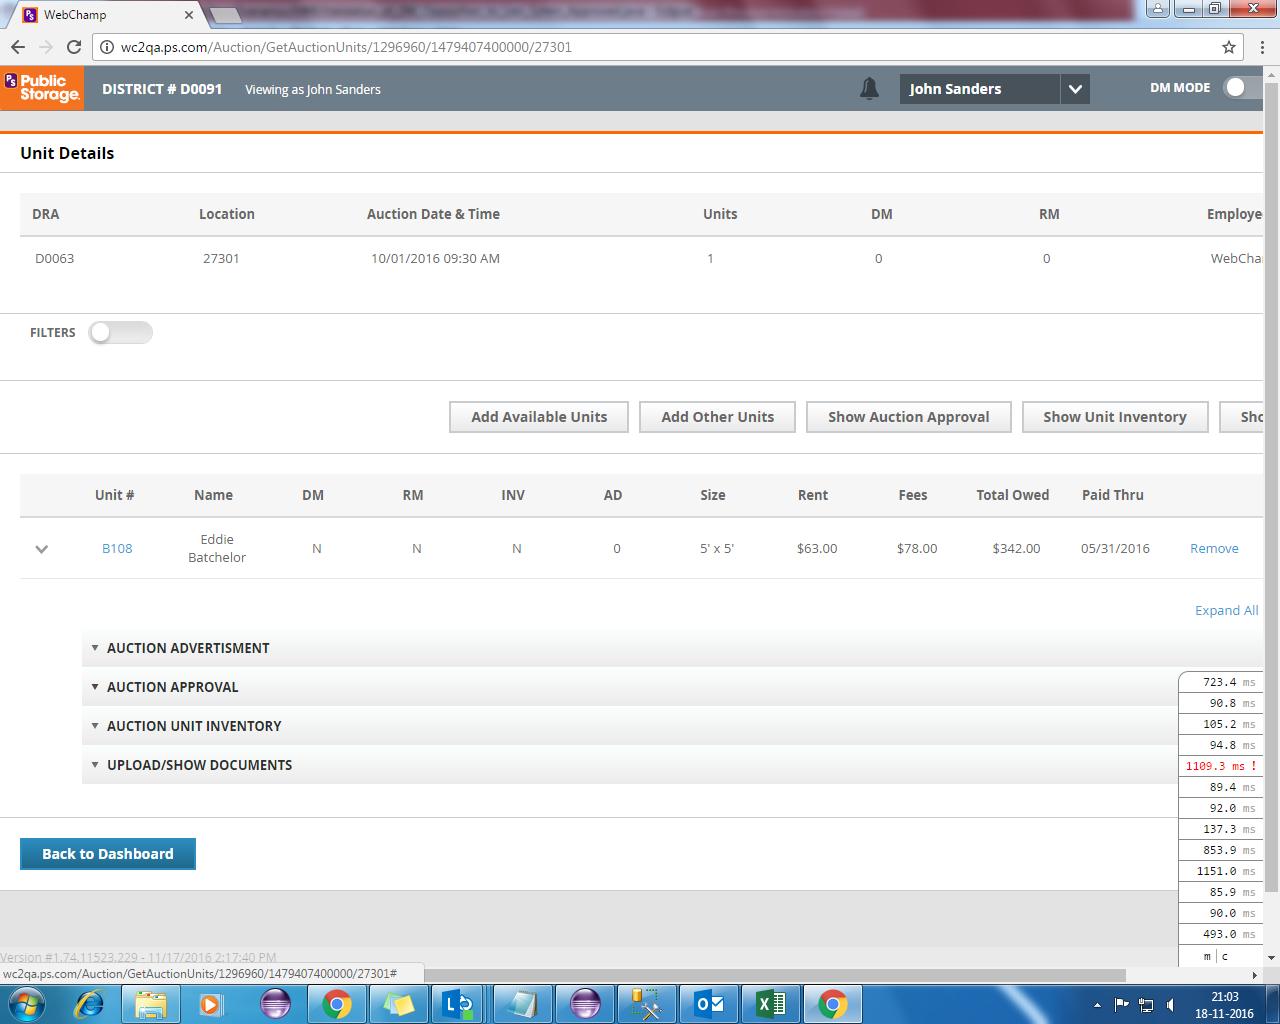 WebChamp
wc2qa.ps.com/Auction/GetAuctionUnits/1296960/1479407400000/27301
PS Public Storage.
DISTRICT # D0091
Viewing as John Sanders
John Sanders
DM MODE
Unit Details
DRA Location Auction Date & Time Units DM RM Employe
D0063 27301 10/01/2016 09:30 AM 1 0 0 WebCha
FILTERS
Add Available Units Add Other Units Show Auction Approval Show Unit Inventory Sho
Unit # Name DM RM INV AD Size Rent Fees Total Owed Paid Thru
B108 Eddie Batchelor N N N 0 5' x 5' $63.00 $78.00 $342.00 05/31/2016 Remove
Expand All
AUCTION ADVERTISMENT
AUCTION APPROVAL
AUCTION UNIT INVENTORY
UPLOAD/SHOW DOCUMENTS
723.4 ms
90.8 ms
105.2 ms
94.8 ms
1109.3 ms !
89.4 ms
92.0 ms
137.3 ms
853.9 ms
1151.0 ms
85.9 ms
90.0 ms
493.0 ms
m | c
Back to Dashboard
Version #1.74.11523.229 - 11/17/2016 2:17:40 PM
wc2qa.ps.com/Auction/GetAuctionUnits/1296960/1479407400000/27301#
21:03
18-11-2016